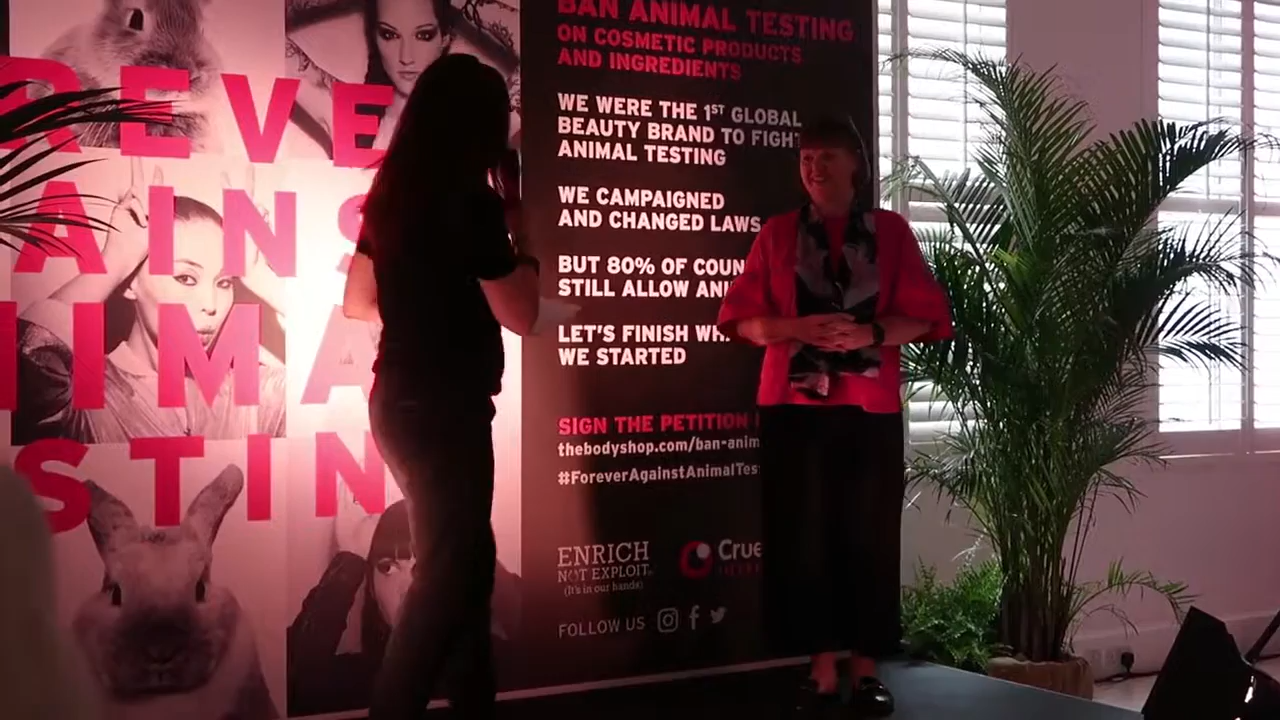 REVE
AINS
IMA
STIN
BAN ANIMAL TESTING
ON COSMETIC PRODUCTS
AND INGREDIENTS
WE WERE THE 1ST GLOBAL
BEAUTY BRAND TO FIGHT
ANIMAL TESTING
WE CAMPAIGNED
AND CHANGED LAWS
BUT 80% OF COUN
STILL ALLOW ANI
LET'S FINISH WH
WE STARTED
SIGN THE PETITION
thebodyshop.com/ban-anim
#ForeverAgainstAnimalTes
ENRICH
NOT EXPLOIT
(It's in our hands)
Crue
FOLLOW US